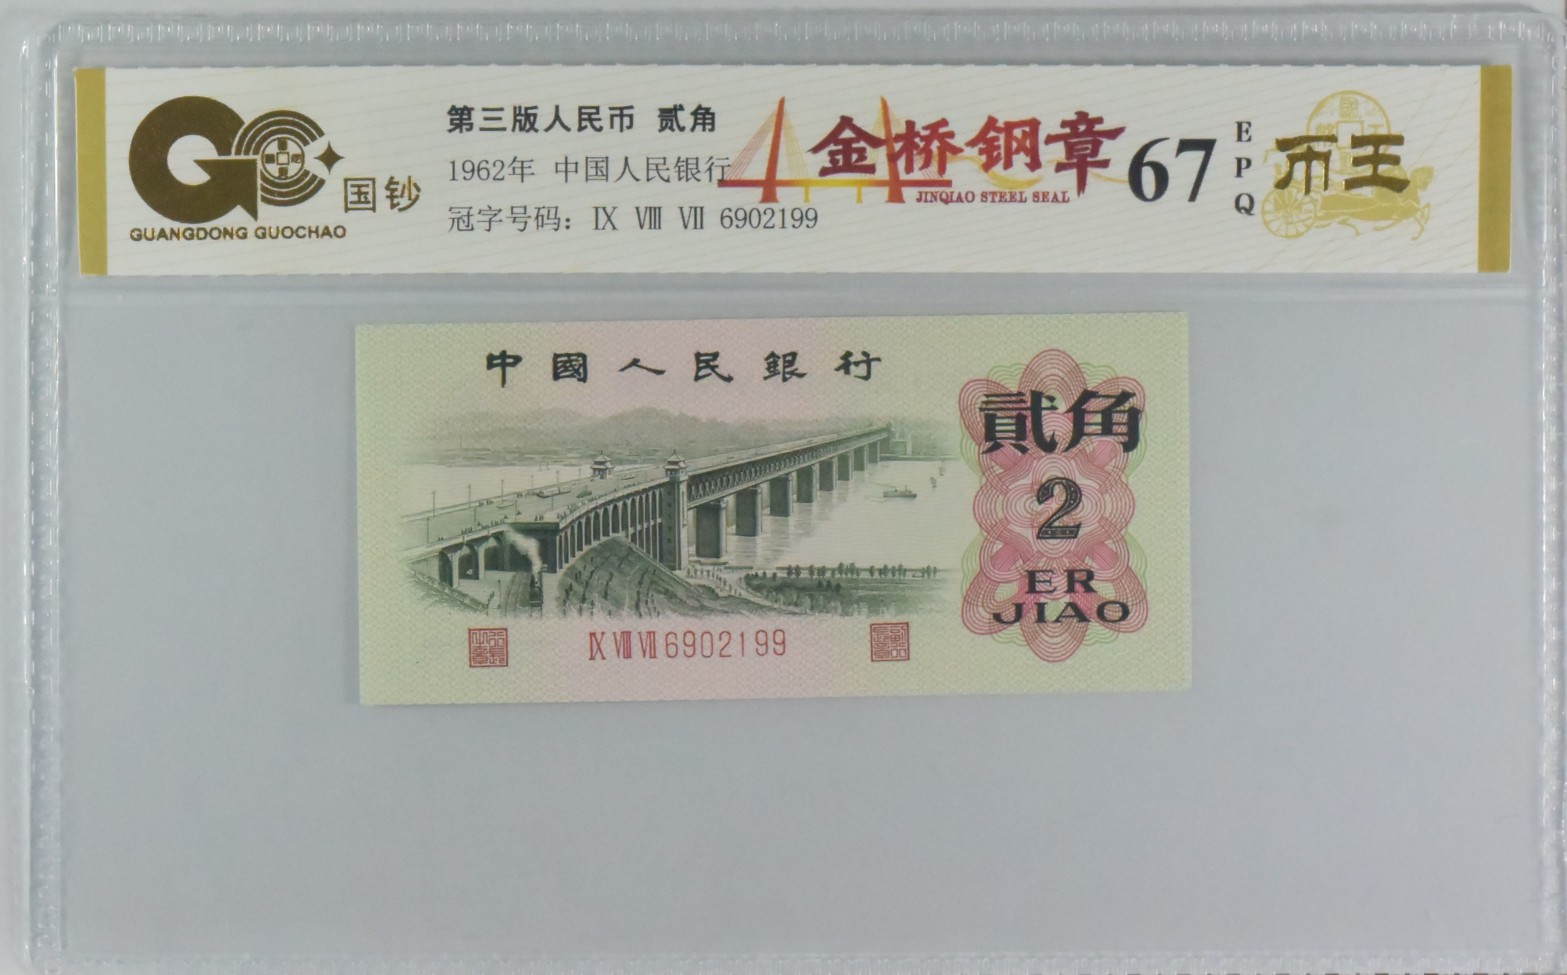 GUANGDONG GUOCHAO
国钞
第三版人民币 贰角
1962年 中国人民银行
冠字号码：Ⅸ Ⅷ Ⅶ 6902199
金桥钢章
JINQIAO STEEL SEAL
67
EPQ
币王
中國人民銀行
貳角
2
ER
JIAO
Ⅸ Ⅷ Ⅶ 6902199